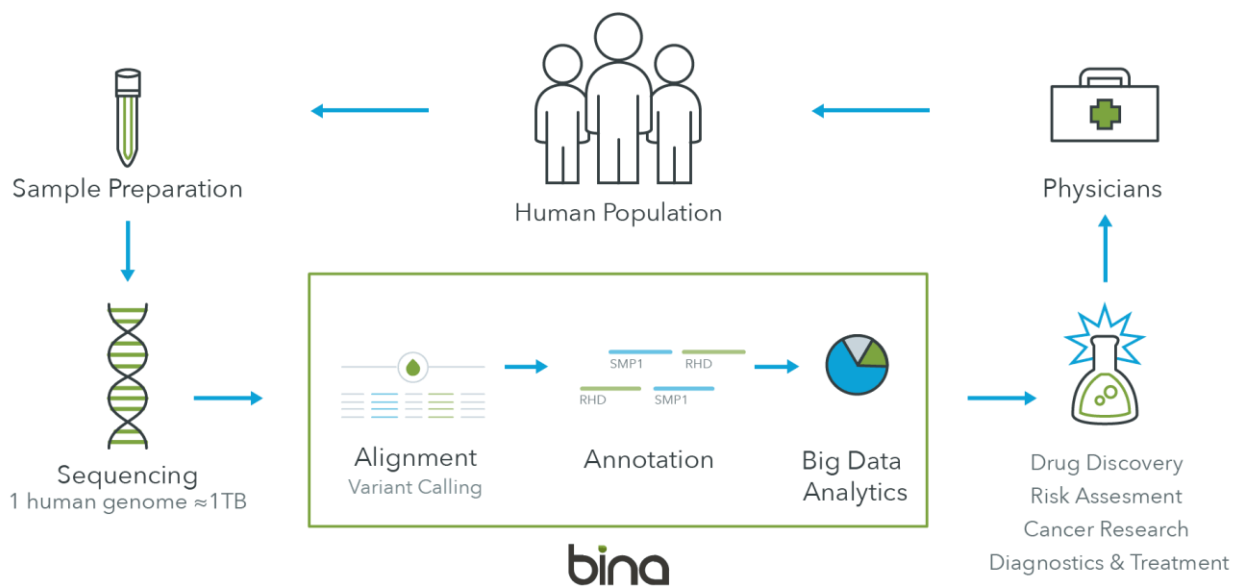 Sample Preparation
Human Population
Physicians
SMP1
RHD
RHD
SMP1
Sequencing
1 human genome ≈1TB
Alignment
Variant Calling
Annotation
Big Data
Analytics
Drug Discovery
Risk Assesment
Cancer Research
Diagnostics & Treatment
bina